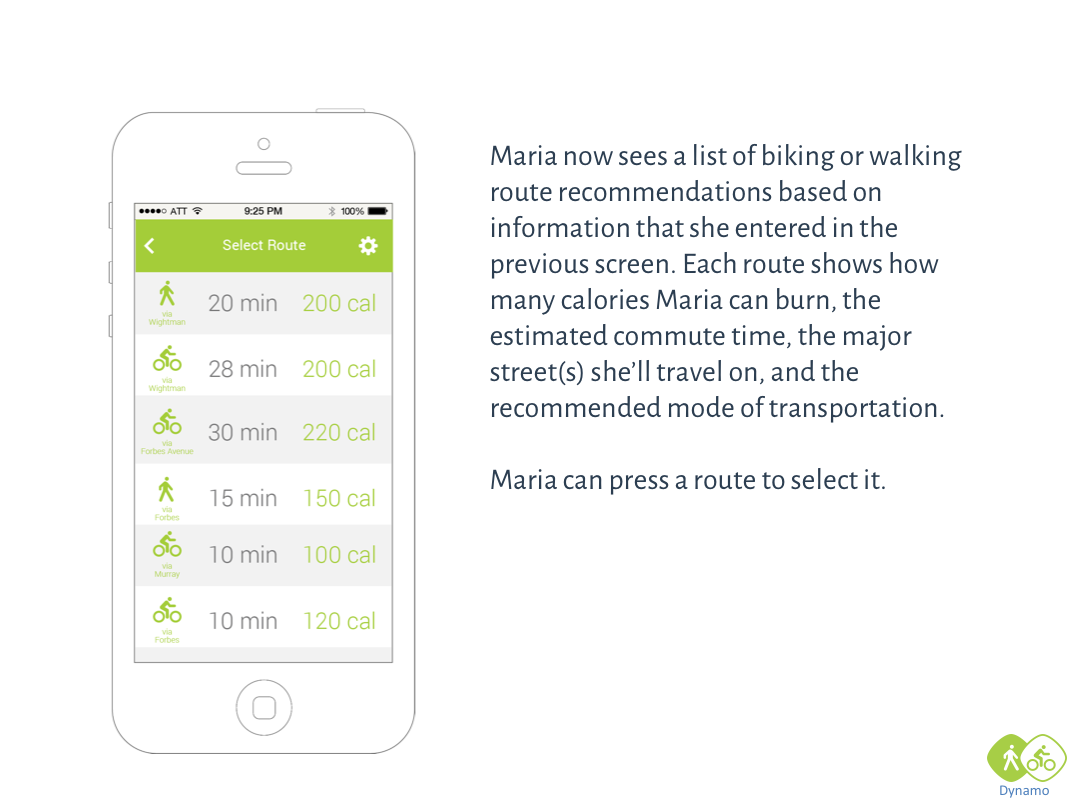 ATT 9:25 PM 100%
Select Route
via
Wightman
20 min 200 cal
via
Wightman
28 min 200 cal
via
Forbes Avenue
30 min 220 cal
via
Forbes
15 min 150 cal
via
Murray
10 min 100 cal
via
Forbes
10 min 120 cal
Maria now sees a list of biking or walking
route recommendations based on
information that she entered in the
previous screen. Each route shows how
many calories Maria can burn, the
estimated commute time, the major
street(s) she’ll travel on, and the
recommended mode of transportation.
Maria can press a route to select it.
Dynamo